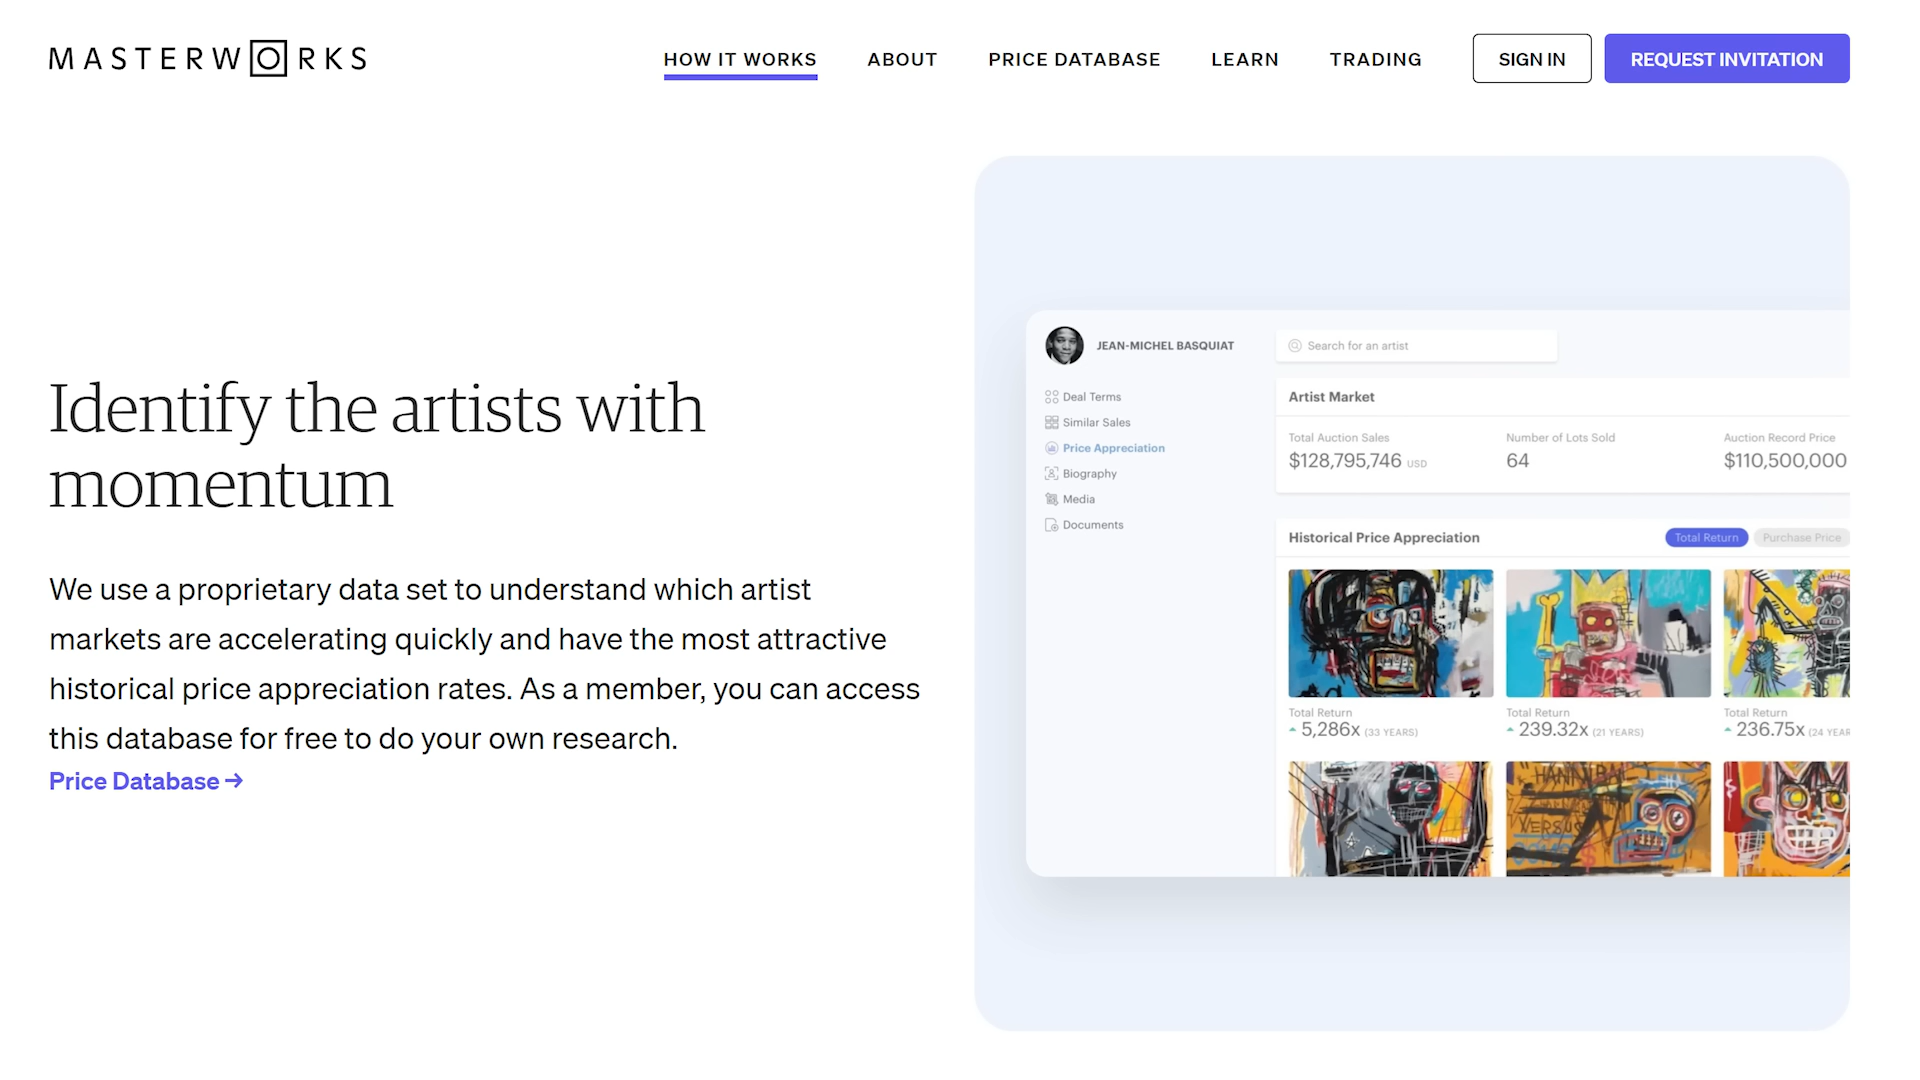 MASTERWORKS
HOW IT WORKS
ABOUT
PRICE DATABASE
LEARN
TRADING
SIGN IN
REQUEST INVITATION
Identify the artists with
momentum
We use a proprietary data set to understand which artist
markets are accelerating quickly and have the most attractive
historical price appreciation rates. As a member, you can access
this database for free to do your own research.
Price Database →
JEAN-MICHEL BASQUIAT
Deal Terms
Similar Sales
Price Appreciation
Biography
Media
Documents
Search for an artist
Artist Market
Total Auction Sales
$128,795,746 USD
Number of Lots Sold
64
Auction Record Price
$110,500,000
Historical Price Appreciation
Total Return
Purchase Price
Total Return
5,286x (33 YEARS)
Total Return
239.32x (21 YEARS)
Total Return
236.75x (24 YEAR
HANNIBAL
VERSUS